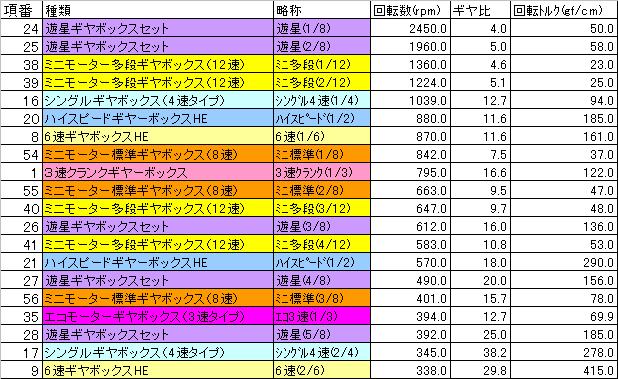 項番 種類 略称 回転数(rpm) ギヤ比 回転ﾄﾙｸ(gf/cm)
24 遊星ギヤボックスセット 遊星(1/8) 2450.0 4.0 50.0
25 遊星ギヤボックスセット 遊星(2/8) 1960.0 5.0 58.0
38 ミニモーター多段ギヤボックス(12速) ﾐﾆ多段(1/12) 1360.0 4.6 23.0
39 ミニモーター多段ギヤボックス(12速) ﾐﾆ多段(2/12) 1224.0 5.1 25.0
16 シングルギヤボックス(4速タイプ) ｼﾝｸﾞﾙ4速(1/4) 1039.0 12.7 94.0
20 ハイスピードギヤーボックスHE ﾊｲｽﾋﾟｰﾄﾞ(1/2) 880.0 11.6 185.0
8 6速ギヤボックスHE 6速(1/6) 870.0 11.6 161.0
54 ミニモーター標準ギヤボックス(8速) ﾐﾆ標準(1/8) 842.0 7.5 37.0
1 3速クランクギヤーボックス 3速ｸﾗﾝｸ(1/3) 795.0 16.6 122.0
55 ミニモーター標準ギヤボックス(8速) ﾐﾆ標準(2/8) 663.0 9.5 47.0
40 ミニモーター多段ギヤボックス(12速) ﾐﾆ多段(3/12) 647.0 9.7 48.0
26 遊星ギヤボックスセット 遊星(3/8) 612.0 16.0 136.0
41 ミニモーター多段ギヤボックス(12速) ﾐﾆ多段(4/12) 583.0 10.8 53.0
21 ハイスピードギヤーボックスHE ﾊｲｽﾋﾟｰﾄﾞ(1/2) 570.0 18.0 290.0
27 遊星ギヤボックスセット 遊星(4/8) 490.0 20.0 156.0
56 ミニモーター標準ギヤボックス(8速) ﾐﾆ標準(3/8) 401.0 15.7 78.0
35 エコモーターギヤボックス(3速タイプ) ｴｺ3速(1/3) 394.0 12.7 69.9
28 遊星ギヤボックスセット 遊星(5/8) 392.0 25.0 185.0
17 シングルギヤボックス(4速タイプ) ｼﾝｸﾞﾙ4速(2/4) 345.0 38.2 278.0
9 6速ギヤボックスHE 6速(2/6) 338.0 29.8 415.0